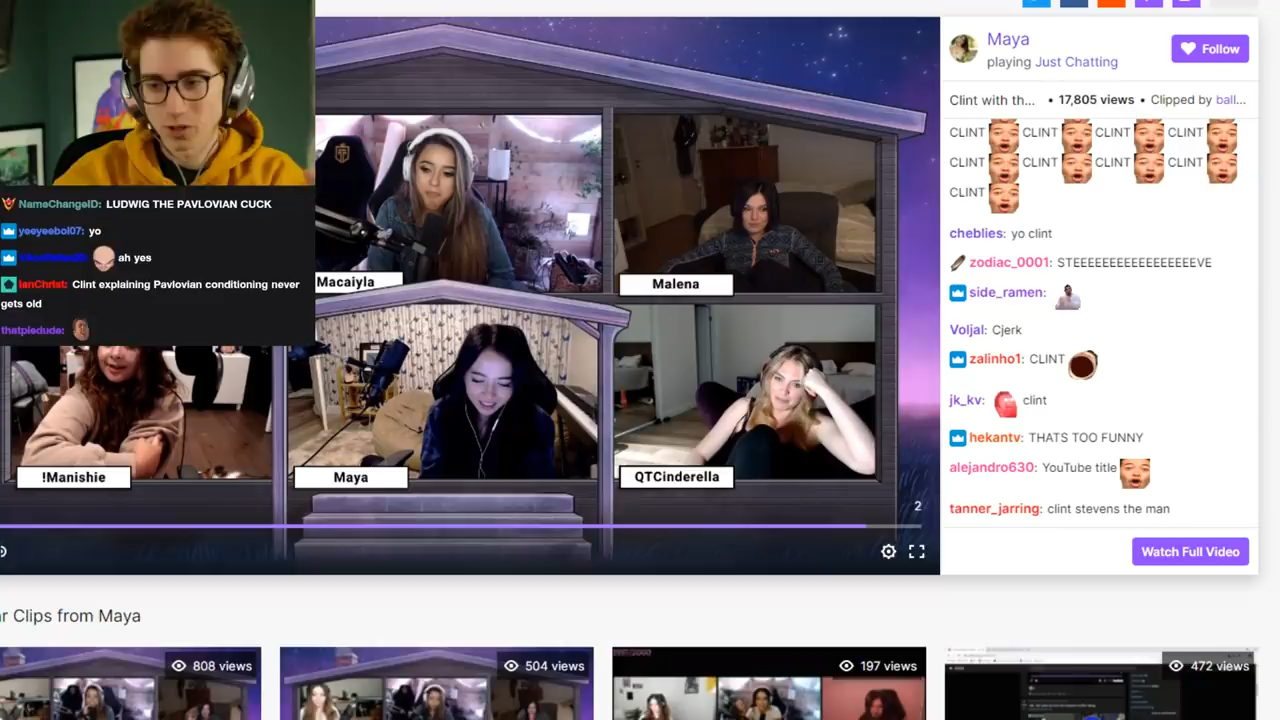 NameChangeID: LUDWIG THE PAVLOVIAN CUCK
yeeyeebol07: yo
ah yes
IanChrist: Clint explaining Pavlovian conditioning never
gets old
thatpiedude:
Macaiyla
Malena
!Manishie
Maya
QTCinderella
2
Maya
Follow
playing Just Chatting
Clint with th... • 17,805 views • Clipped by ball...
CLINT CLINT CLINT CLINT
CLINT CLINT CLINT CLINT
CLINT
cheblies: yo clint
zodiac_0001: STEEEEEEEEEEEEEEEEEVE
side_ramen:
Voljal: Cjerk
zalinho1: CLINT
jk_kv: clint
hekantv: THATS TOO FUNNY
alejandro630: YouTube title
tanner_jarring: clint stevens the man
Watch Full Video
r Clips from Maya
808 views
504 views
197 views
472 views